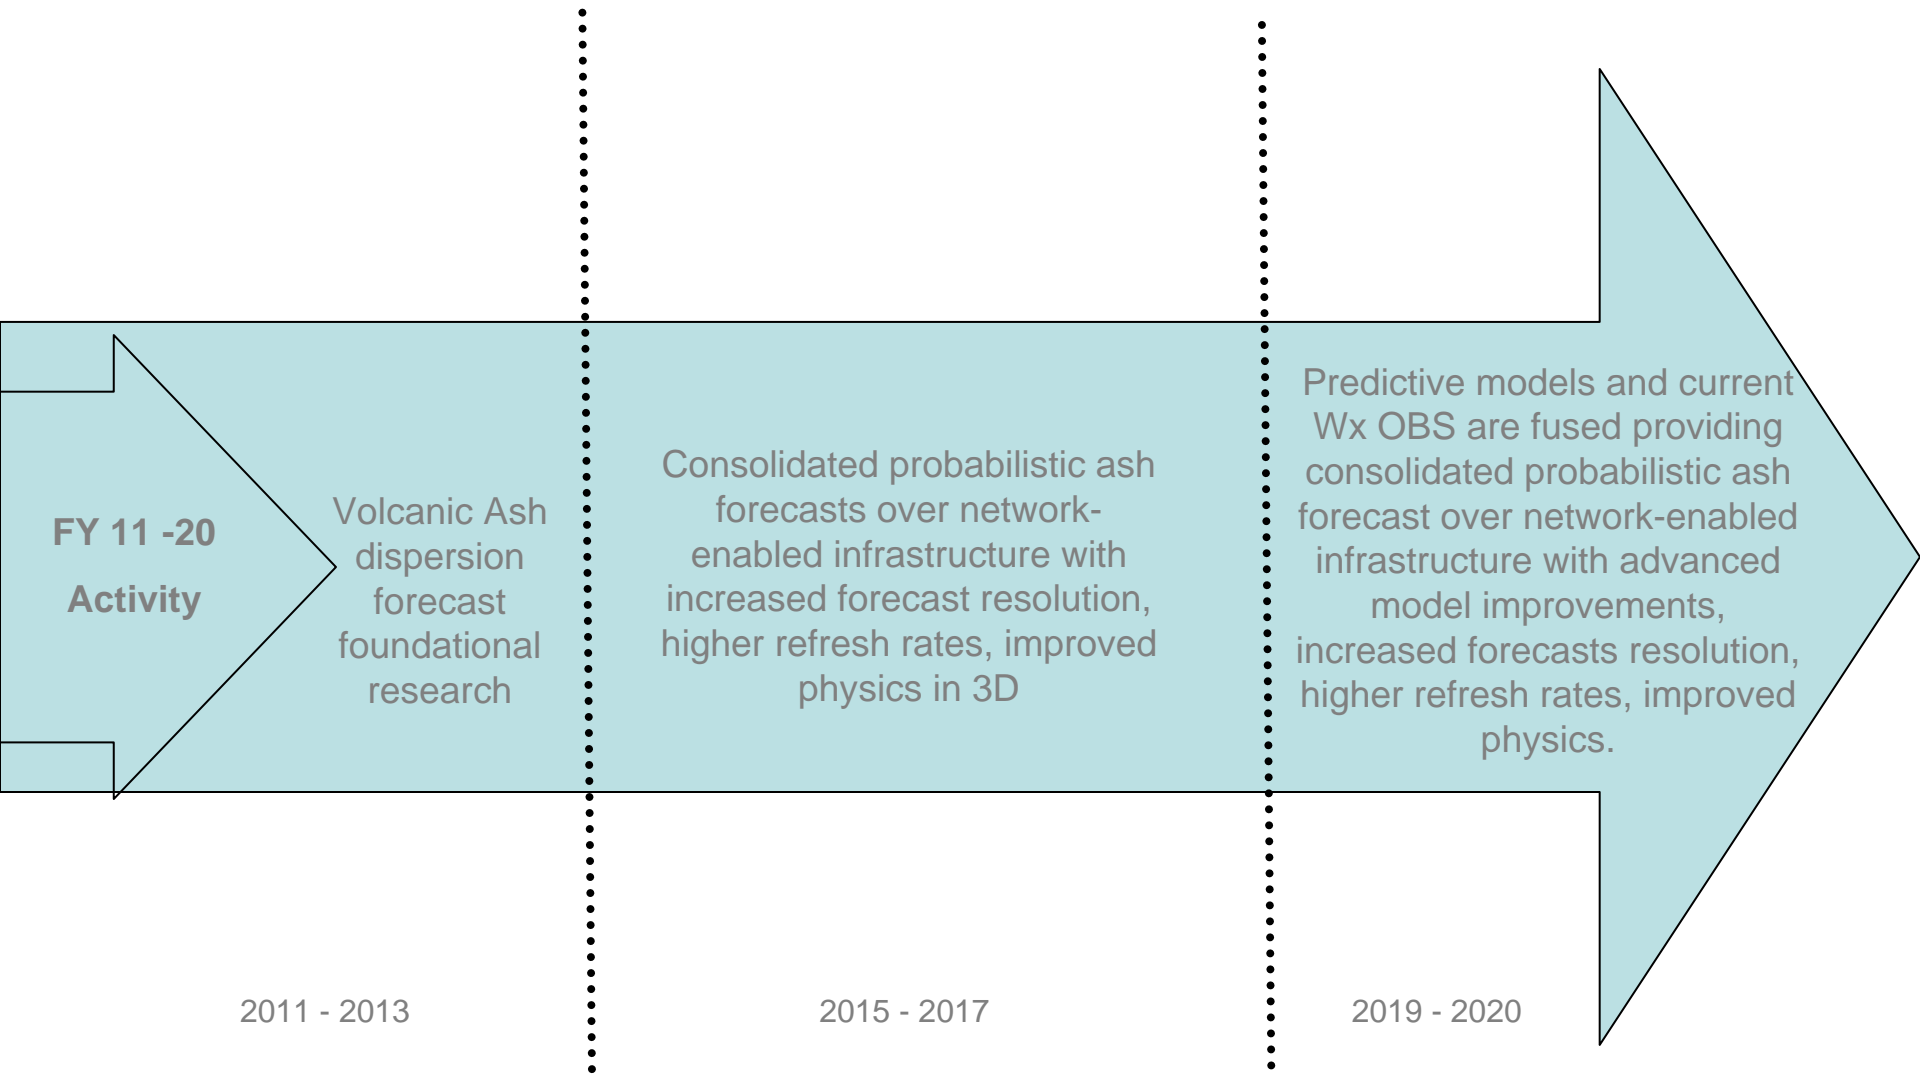 FY 11 -20
Activity
Volcanic Ash
dispersion
forecast
foundational
research
Consolidated probabilistic ash
forecasts over network-
enabled infrastructure with
increased forecast resolution,
higher refresh rates, improved
physics in 3D
Predictive models and current
Wx OBS are fused providing
consolidated probabilistic ash
forecast over network-enabled
infrastructure with advanced
model improvements,
increased forecasts resolution,
higher refresh rates, improved
physics.
2011 - 2013
2015 - 2017
2019 - 2020